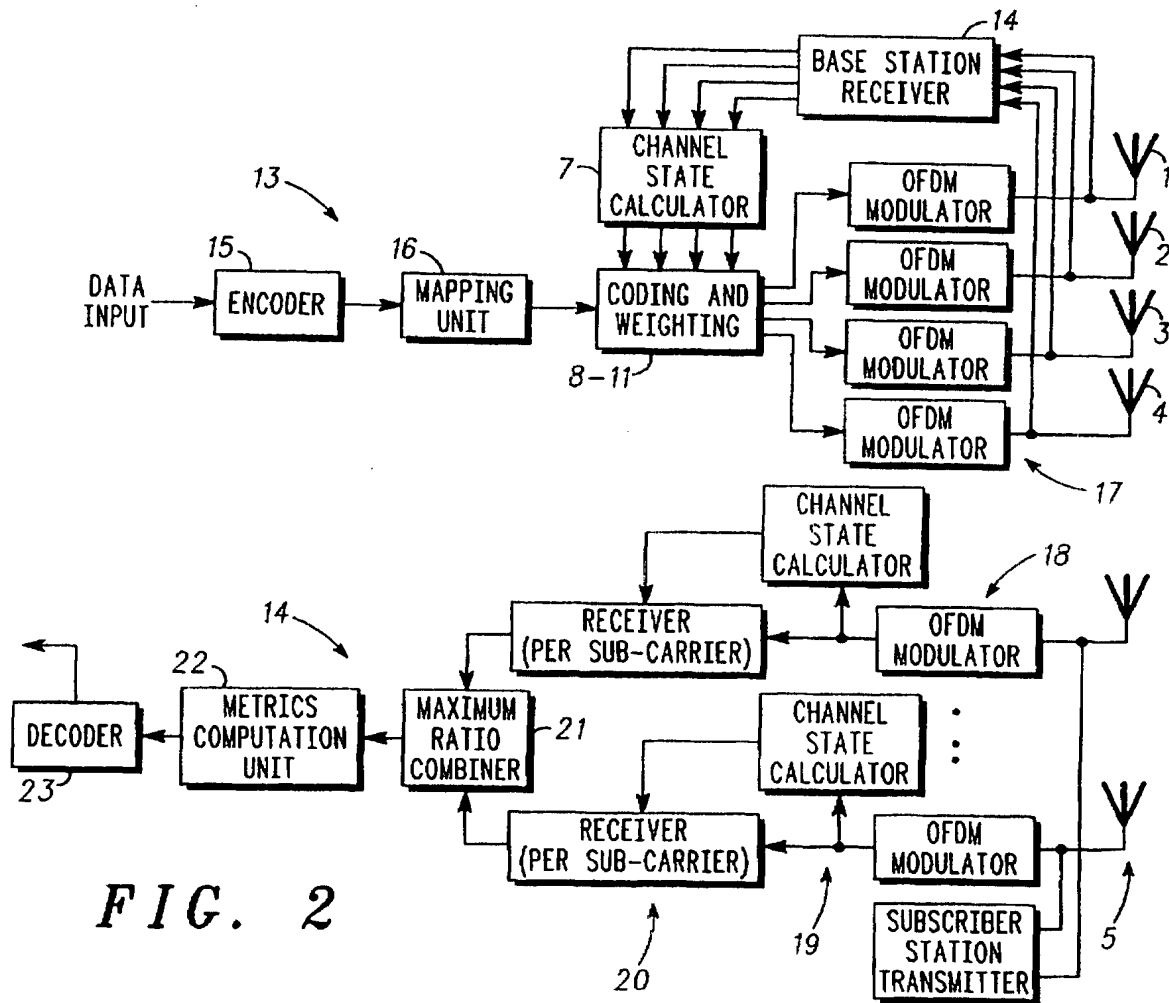 14
BASE STATION
RECEIVER
7
CHANNEL
STATE
CALCULATOR
13
OFDM
MODULATOR
1
15
16
OFDM
MODULATOR
2
DATA
INPUT
ENCODER
MAPPING
UNIT
CODING AND
WEIGHTING
8-11
OFDM
MODULATOR
3
OFDM
MODULATOR
4
17
CHANNEL
STATE
CALCULATOR
18
14
RECEIVER
(PER SUB-CARRIER)
OFDM
MODULATOR
22
DECODER
23
METRICS
COMPUTATION
UNIT
MAXIMUM
RATIO
COMBINER
21
CHANNEL
STATE
CALCULATOR
RECEIVER
(PER SUB-CARRIER)
OFDM
MODULATOR
FIG. 2
20
19
SUBSCRIBER
STATION
TRANSMITTER
5